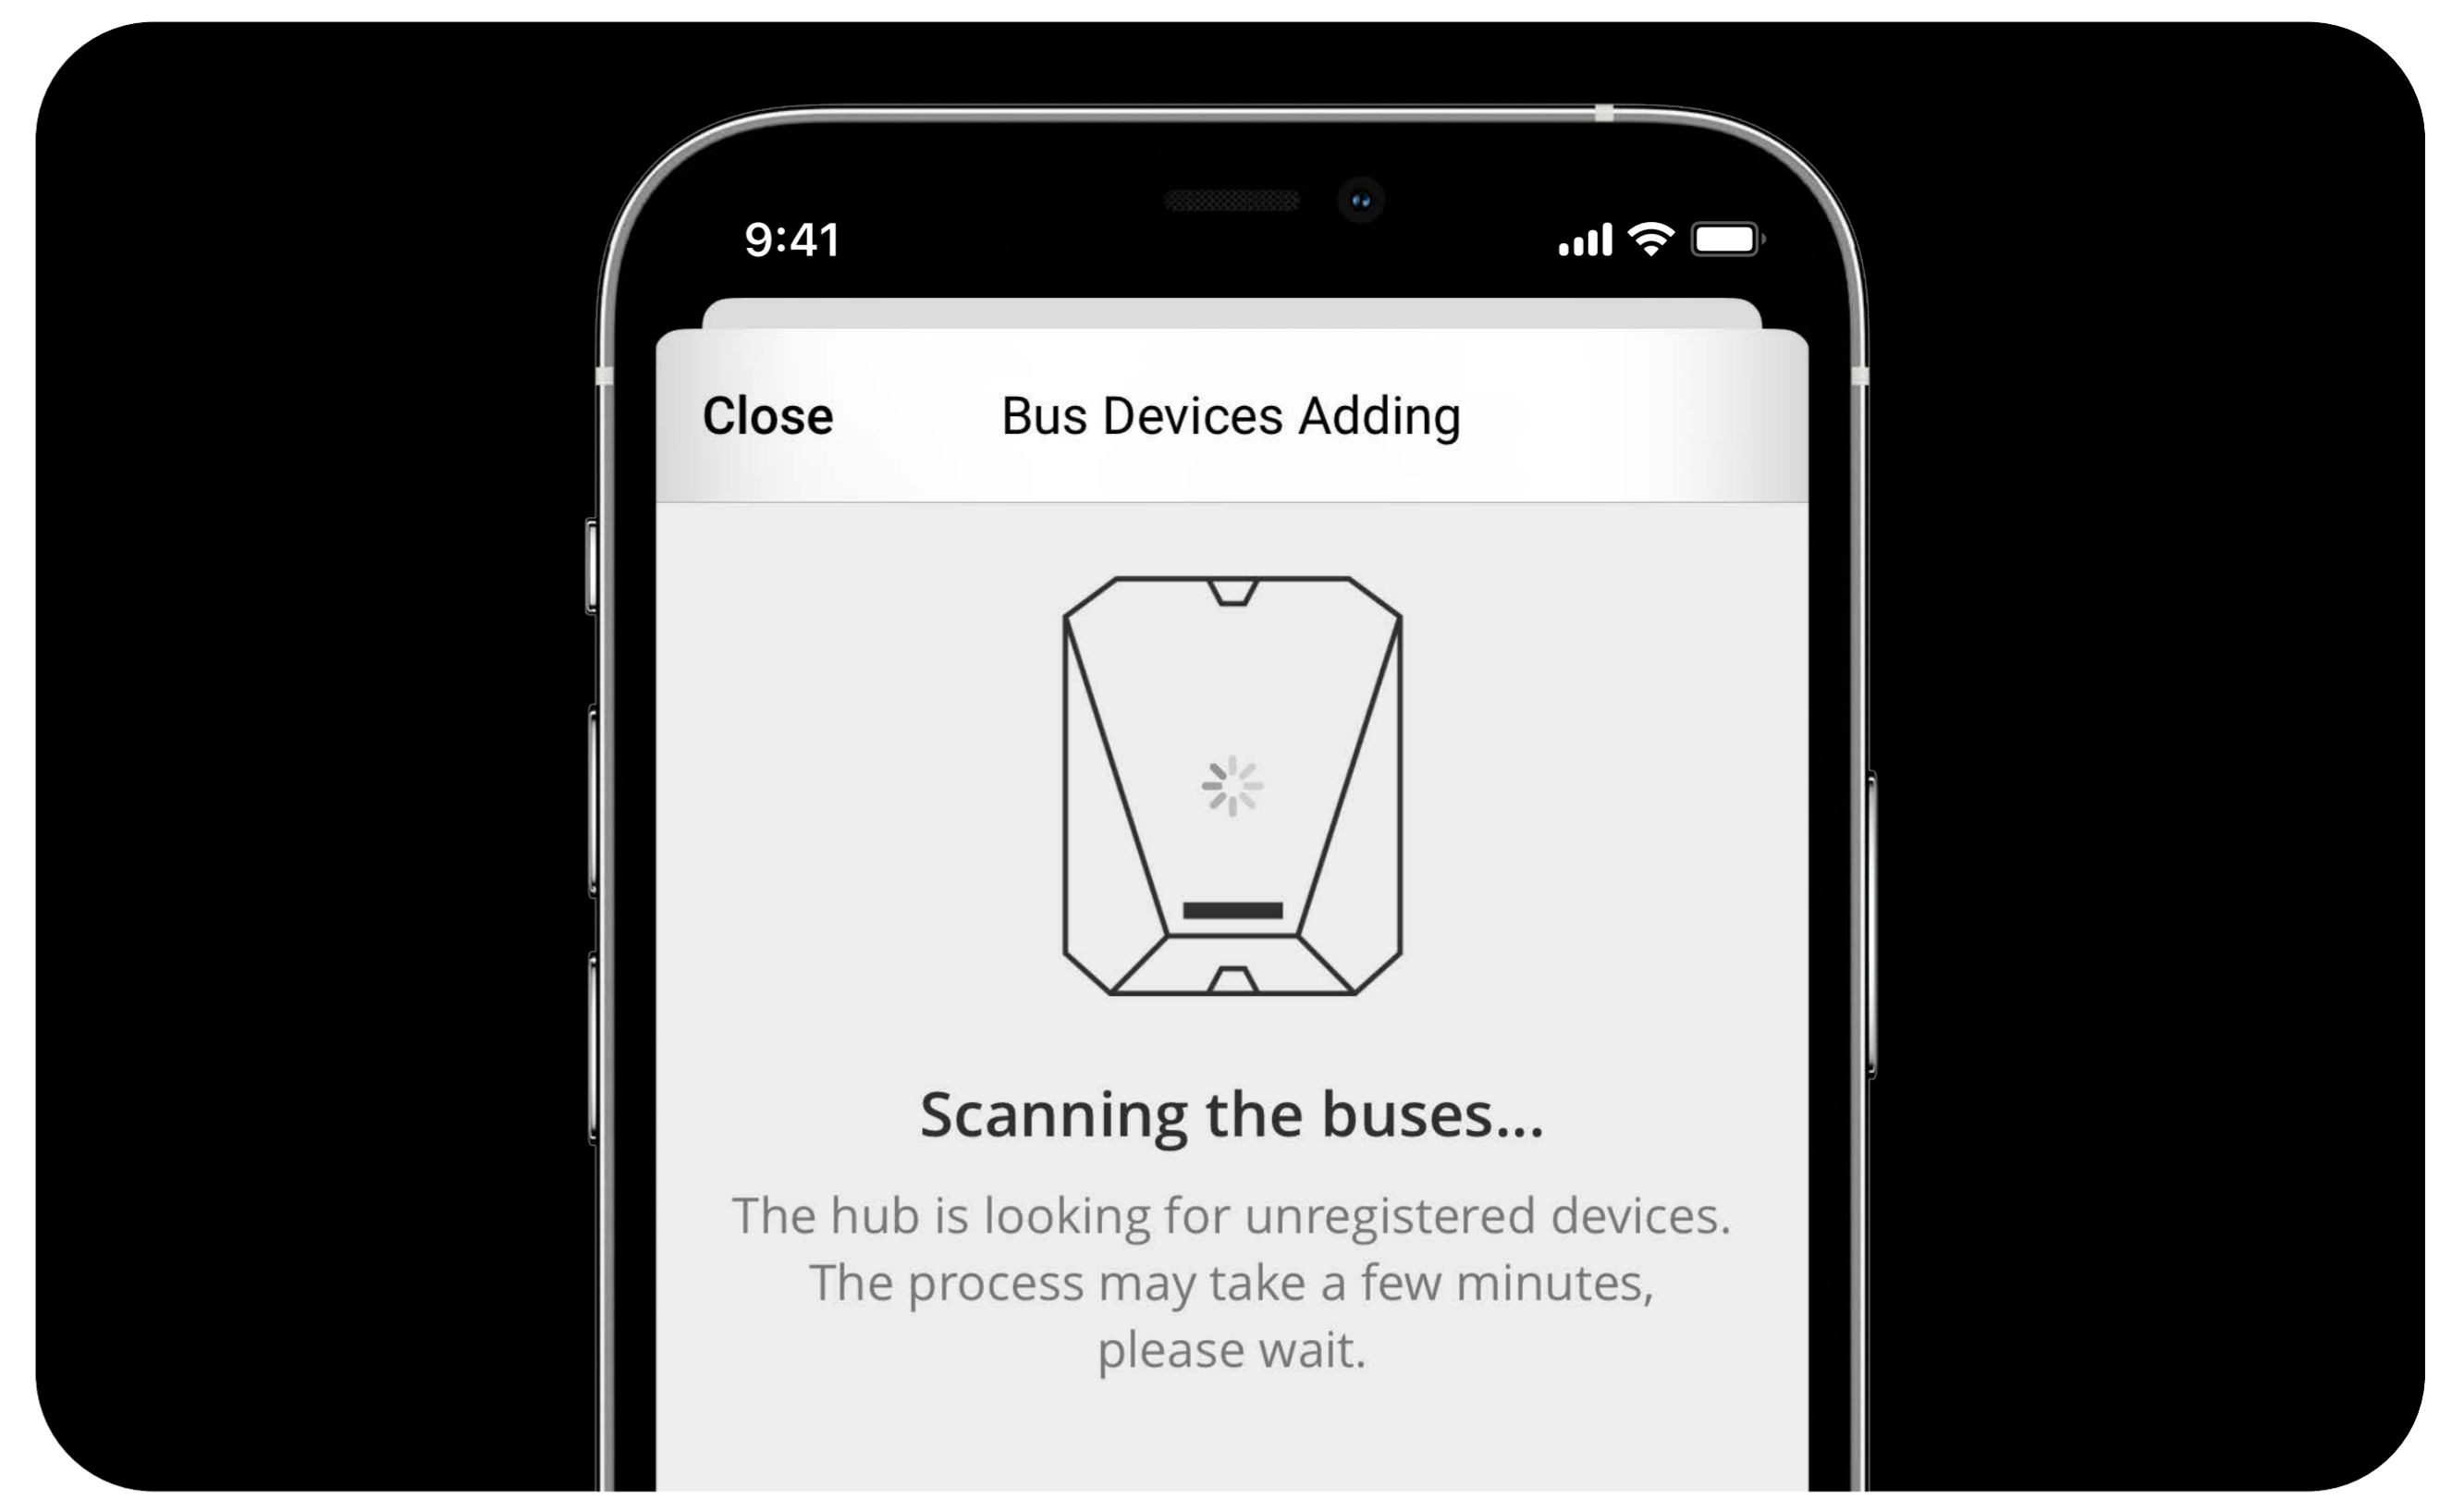 9:41
Close
Bus Devices Adding
Scanning the buses...
The hub is looking for unregistered devices.
The process may take a few minutes,
please wait.